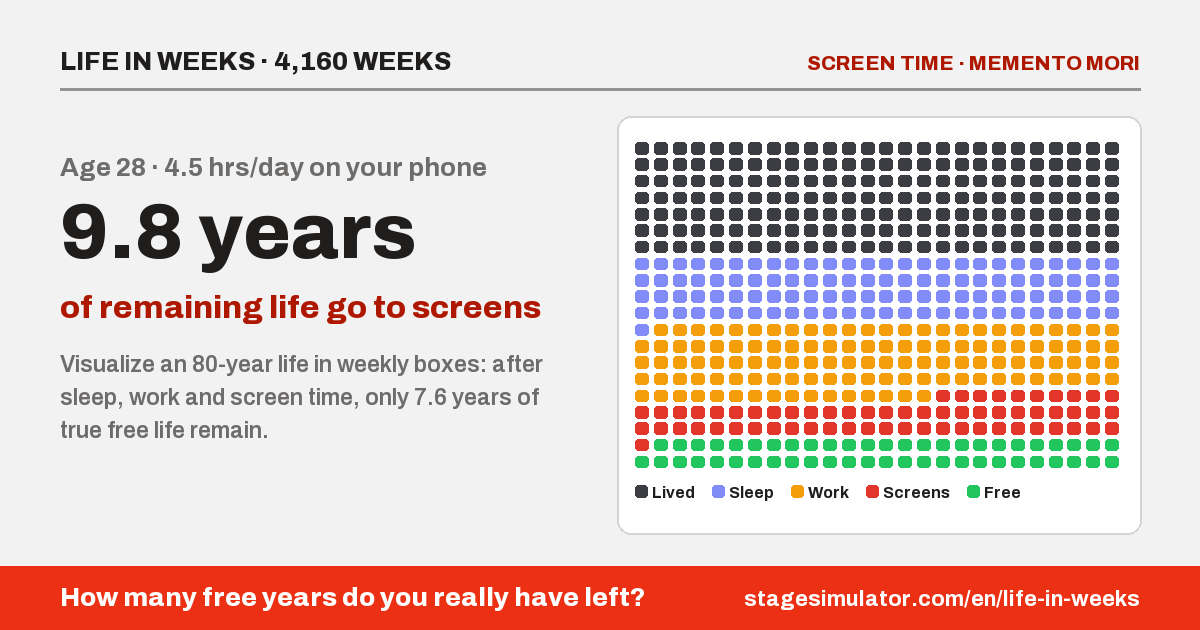 LIFE IN WEEKS · 4,160 WEEKS
SCREEN TIME · MEMENTO MORI
Age 28 · 4.5 hrs/day on your phone
9.8 years
of remaining life go to screens
Visualize an 80-year life in weekly boxes: after
sleep, work and screen time, only 7.6 years of
true free life remain.
Lived Sleep Work Screens Free
How many free years do you really have left?
stagesimulator.com/en/life-in-weeks